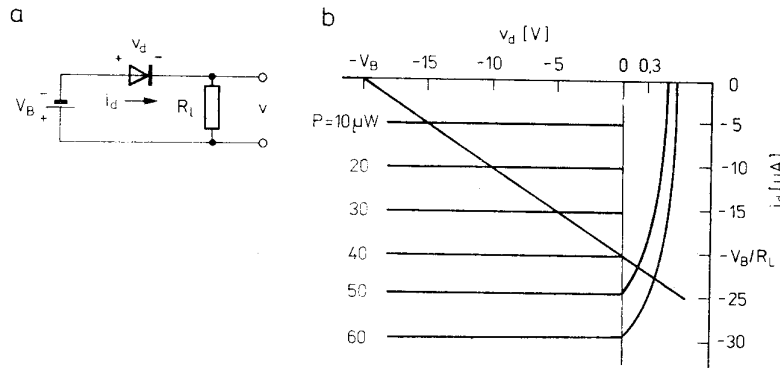 a
v_d
+ -
V_B
-
+
i_d
R_l
v
b
v_d [V]
-V_B -15 -10 -5 0 0,3
P=10μW
20
30
40
50
60
0
-5
-10
-15
-V_B/R_L
-25
-30
i_d [μA]